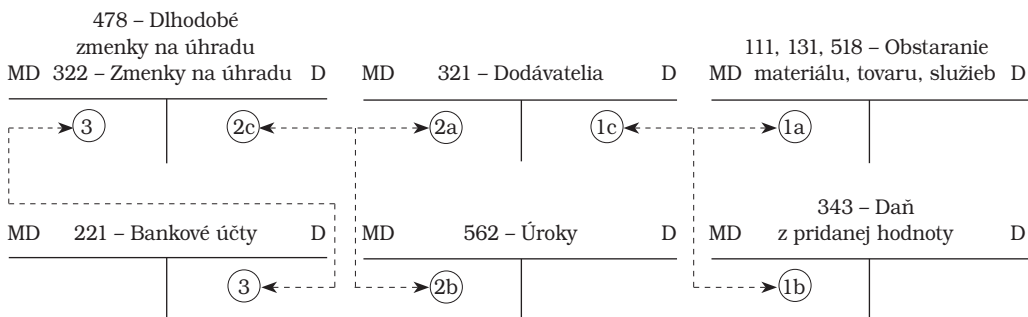 478 – Dlhodobé
zmenky na úhradu
MD 322 – Zmenky na úhradu D
MD 321 – Dodávatelia D
111, 131, 518 – Obstaranie
MD materiálu, tovaru, služieb D
3 2c 2a 1c 1a
MD 221 – Bankové účty D
MD 562 – Úroky D
343 – Daň
MD z pridanej hodnoty D
3 2b 1b